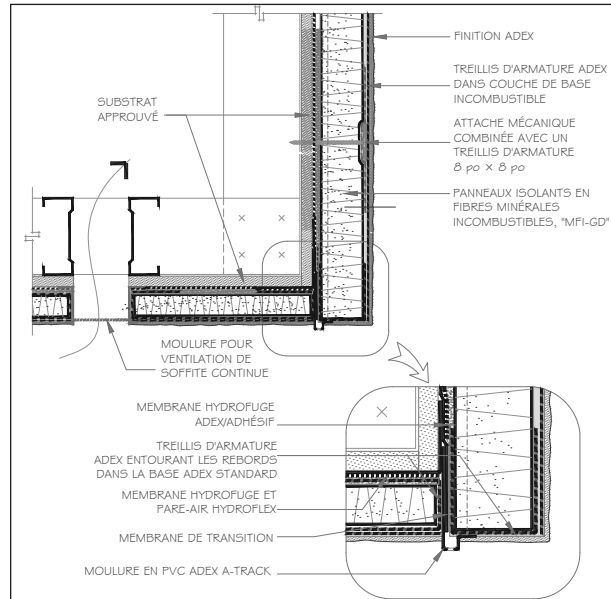 FINITION ADEX
TREILLIS D'ARMATURE ADEX
DANS COUCHE DE BASE
INCOMBUSTIBLE
SUBSTRAT
APPROUVÉ
ATTACHE MÉCANIQUE
COMBINÉE AVEC UN
TREILLIS D'ARMATURE
8 po × 8 po
PANNEAUX ISOLANTS EN
FIBRES MINÉRALES
INCOMBUSTIBLES, "MFI-GD"
MOULURE POUR
VENTILATION DE
SOFFITE CONTINUE
MEMBRANE HYDROFUGE
ADEX/ADHÉSIF
TREILLIS D'ARMATURE
ADEX ENTOURANT LES REBORDS
DANS LA BASE ADEX STANDARD
MEMBRANE HYDROFUGE ET
PARE-AIR HYDROFLEX
MEMBRANE DE TRANSITION
MOULURE EN PVC ADEX A-TRACK